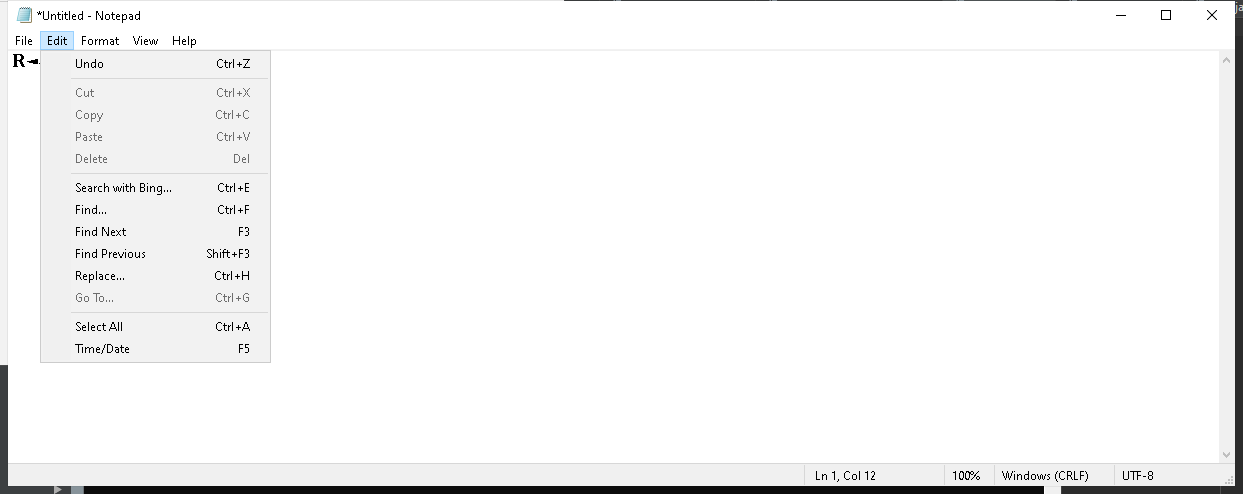 *Untitled - Notepad
File Edit Format View Help
R
Undo Ctrl+Z
Cut Ctrl+X
Copy Ctrl+C
Paste Ctrl+V
Delete Del
Search with Bing... Ctrl+E
Find... Ctrl+F
Find Next F3
Find Previous Shift+F3
Replace... Ctrl+H
Go To... Ctrl+G
Select All Ctrl+A
Time/Date F5
Ln 1, Col 12 100% Windows (CRLF) UTF-8